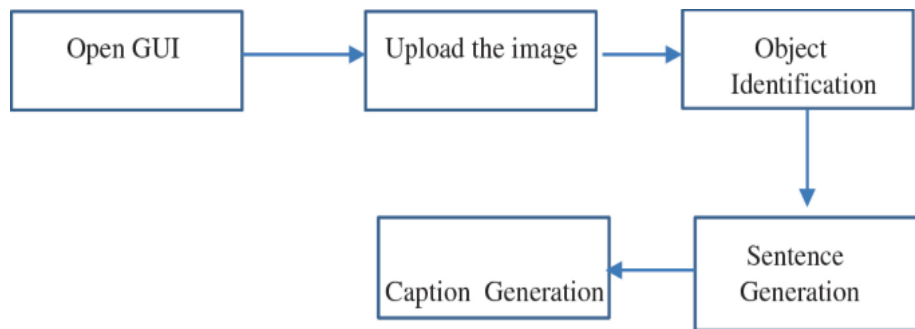 Open GUI
Upload the image
Object
Identification
Sentence
Generation
Caption Generation